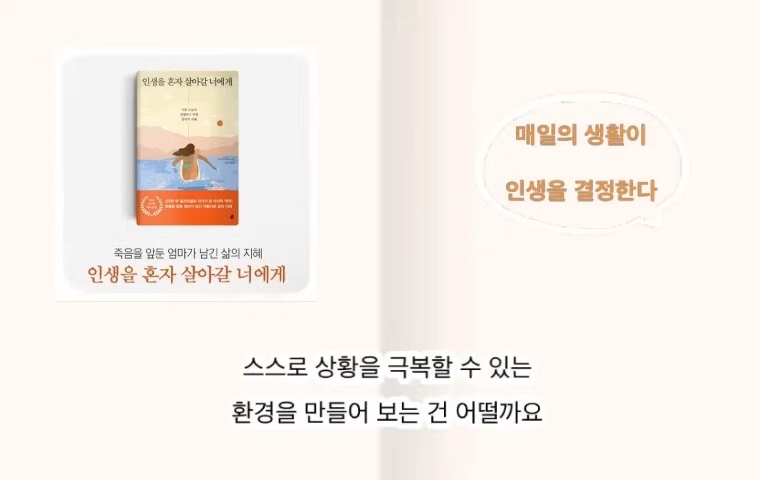 인생을 혼자 살아갈 너에게
죽음을 앞둔 엄마가 남긴 삶의 지혜
인생을 혼자 살아갈 너에게
매일의 생활이
인생을 결정한다
스스로 상황을 극복할 수 있는
환경을 만들어 보는 건 어떨까요